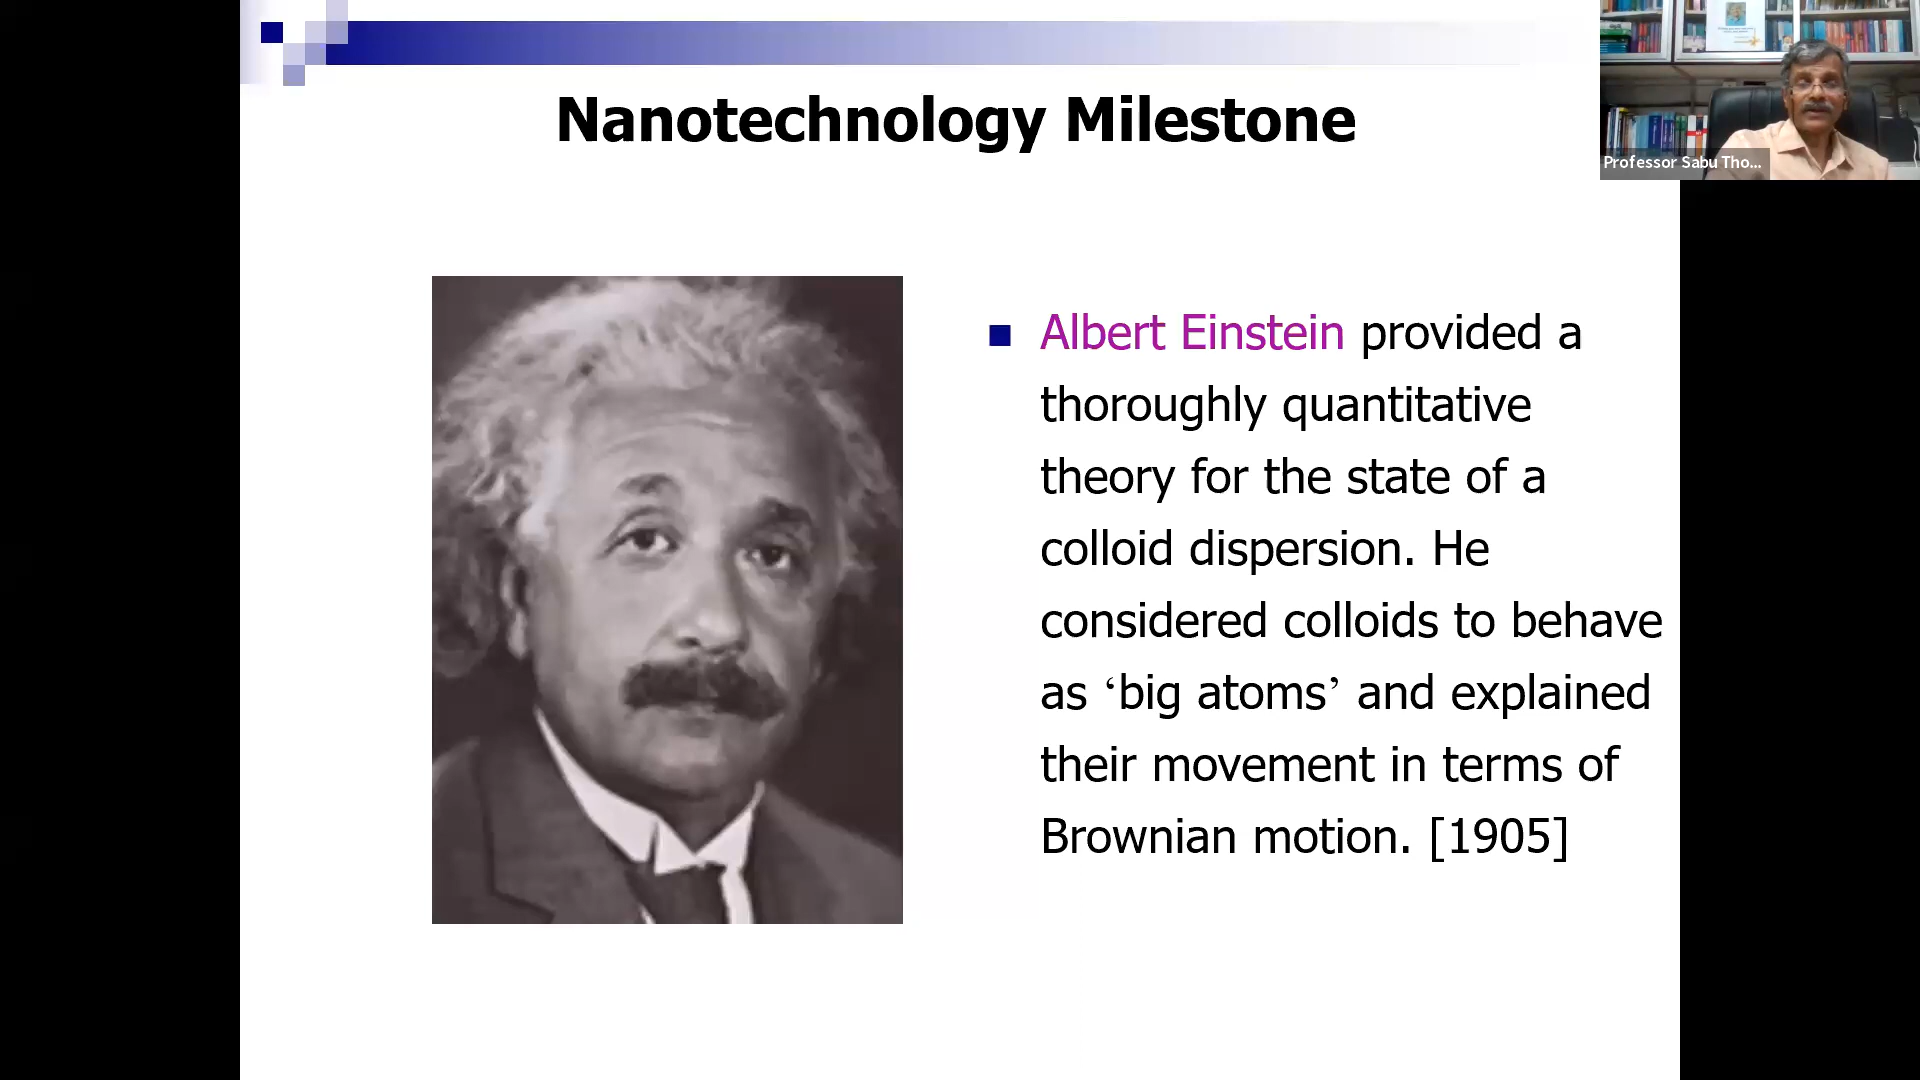 Nanotechnology Milestone
Professor Sabu Tho...
Albert Einstein provided a
thoroughly quantitative
theory for the state of a
colloid dispersion. He
considered colloids to behave
as ‘big atoms’ and explained
their movement in terms of
Brownian motion. [1905]